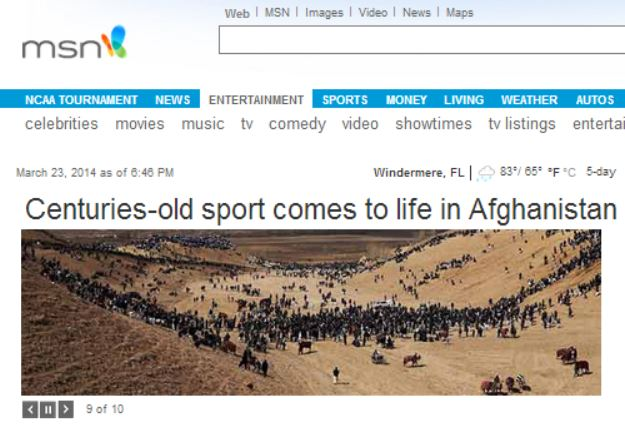 Web | MSN | Images | Video | News | Maps
msn
NCAA TOURNAMENT NEWS ENTERTAINMENT SPORTS MONEY LIVING WEATHER AUTOS
celebrities movies music tv comedy video showtimes tv listings entertai
March 23, 2014 as of 6:46 PM Windermere, FL | 83°/ 65° °F °C 5-day
Centuries-old sport comes to life in Afghanistan
9 of 10